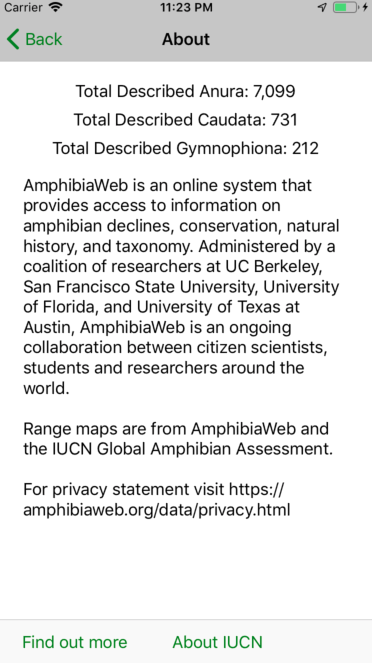 Carrier 11:23 PM
Back About
Total Described Anura: 7,099
Total Described Caudata: 731
Total Described Gymnophiona: 212
AmphibiaWeb is an online system that
provides access to information on
amphibian declines, conservation, natural
history, and taxonomy. Administered by a
coalition of researchers at UC Berkeley,
San Francisco State University, University
of Florida, and University of Texas at
Austin, AmphibiaWeb is an ongoing
collaboration between citizen scientists,
students and researchers around the
world.
Range maps are from AmphibiaWeb and
the IUCN Global Amphibian Assessment.
For privacy statement visit https://
amphibiaweb.org/data/privacy.html
Find out more About IUCN